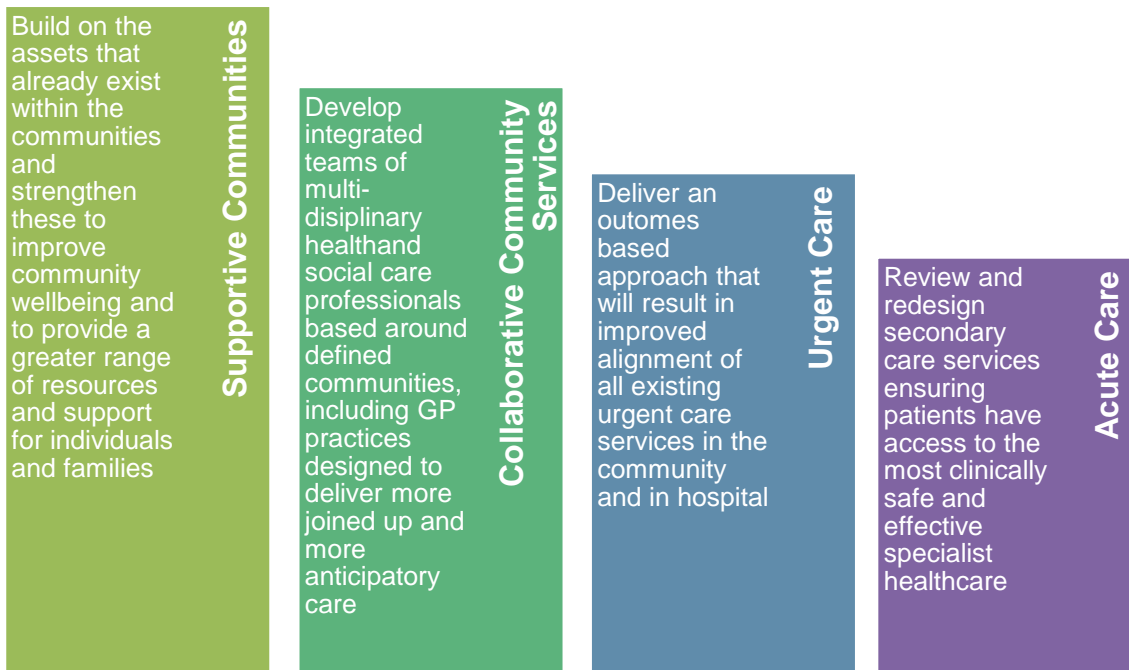 Build on the
assets that
already exist
within the
communities
and
strengthen
these to
improve
community
wellbeing and
to provide a
greater range
of resources
and support
for individuals
and families
Supportive Communities
Develop
integrated
teams of
multi-
disiplinary
healthand
social care
professionals
based around
defined
communities,
including GP
practices
designed to
deliver more
joined up and
more
anticipatory
care
Collaborative Community
Services
Deliver an
outcomes
based
approach that
will result in
improved
alignment of
all existing
urgent care
services in the
community
and in hospital
Urgent Care
Review and
redesign
secondary
care services
ensuring
patients have
access to the
most clinically
safe and
effective
specialist
healthcare
Acute Care